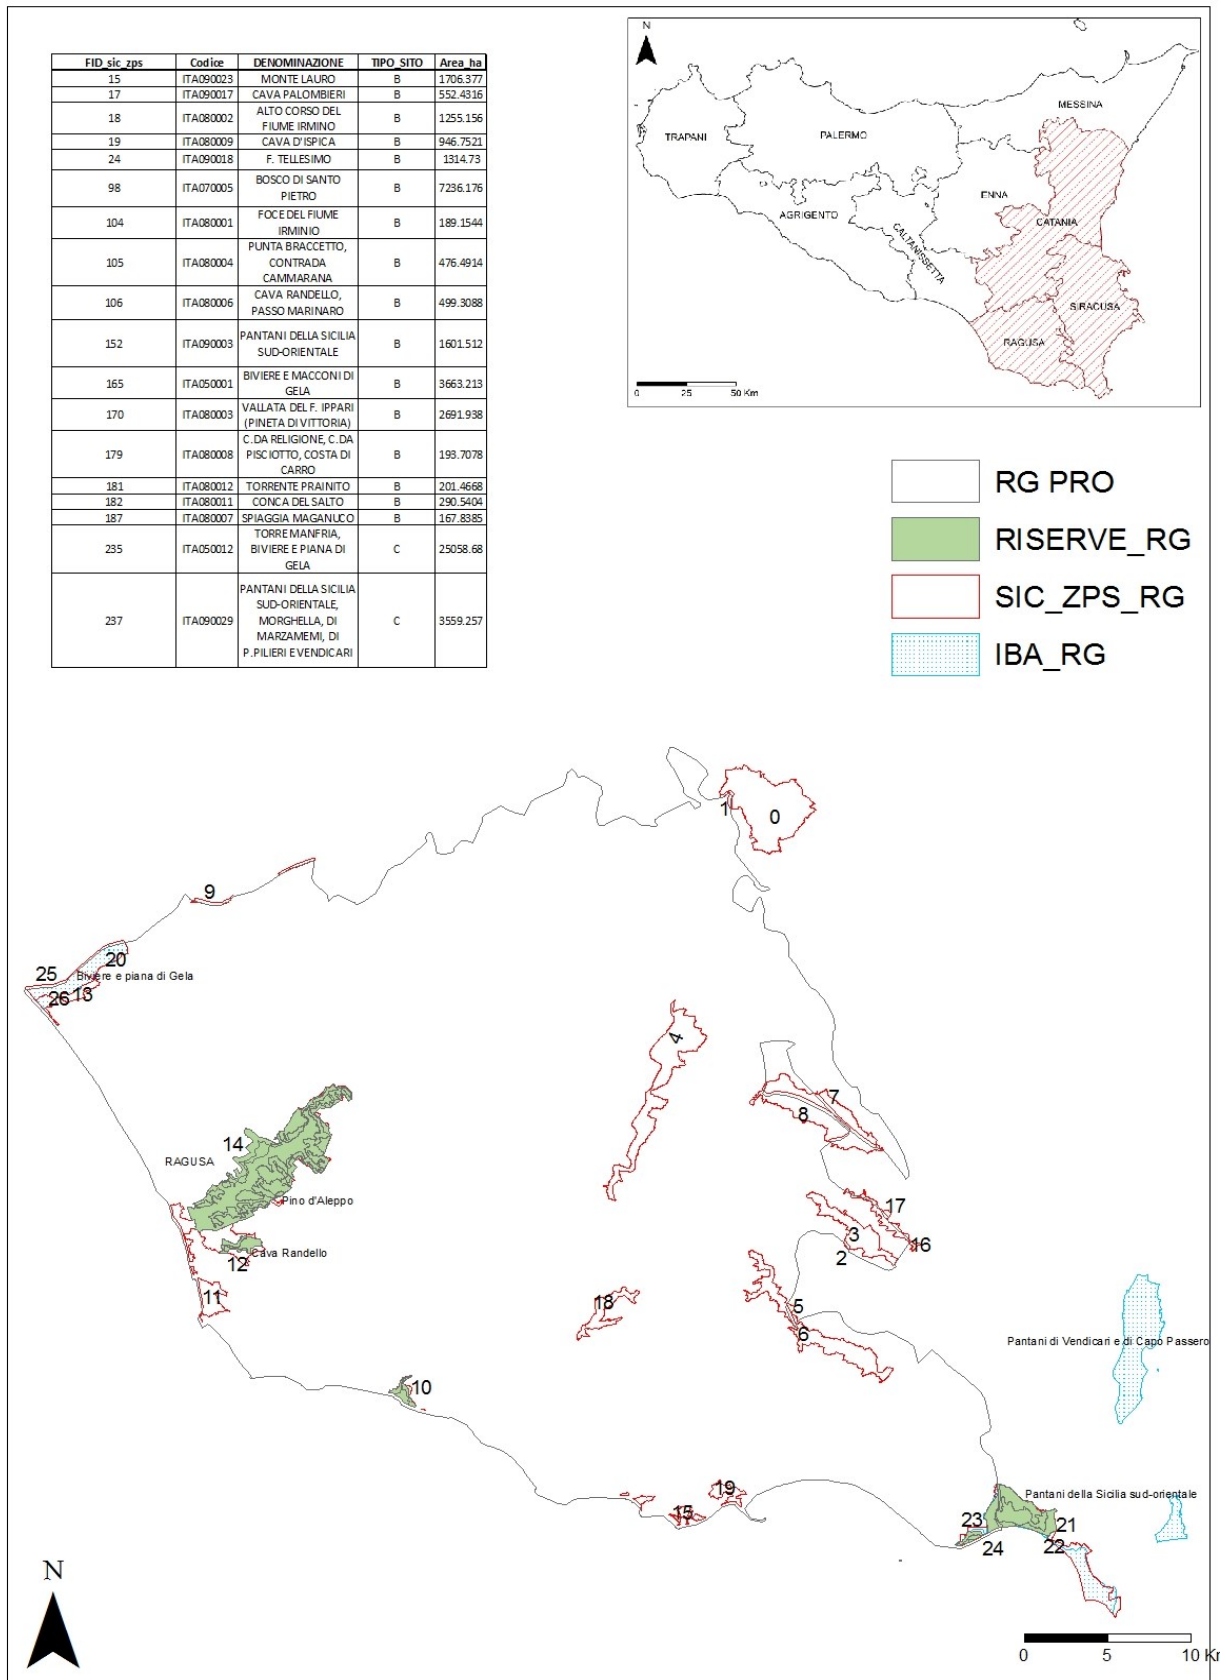 FID_sic_zps Codice DENOMINAZIONE TIPO_SITO Area_ha
15 ITA090023 MONTE LAURO B 1706.377
17 ITA090017 CAVA PALOMBIERI B 552.4316
18 ITA080002 ALTO CORSO DEL FIUME IRMINO B 1255.156
19 ITA080009 CAVA D'ISPICA B 946.7521
24 ITA090018 F. TELLESIMO B 1314.73
98 ITA070005 BOSCO DI SANTO PIETRO B 7236.176
104 ITA080001 FOCE DEL FIUME IRMINIO B 189.1544
105 ITA080004 PUNTA BRACCETTO, CONTRADA CAMMARANA B 476.4914
106 ITA080006 CAVA RANDELLO, PASSO MARINARO B 499.3088
152 ITA090003 PANTANI DELLA SICILIA SUD-ORIENTALE B 1601.512
165 ITA050001 BIVIERE E MACCONI DI GELA B 3663.213
170 ITA080003 VALLATA DEL F. IPPARI (PINETA DI VITTORIA) B 2691.938
179 ITA080008 C.DA RELIGIONE, C.DA PISCIOTTO, COSTA DI CARRO B 193.7078
181 ITA080012 TORRENTE PRAINITO B 201.4668
182 ITA080011 CONCA DEL SALTO B 290.5404
187 ITA080007 SPIAGGIA MAGANUCO B 167.8385
235 ITA050012 TORRE MANFRIA, BIVIERE E PIANA DI GELA C 25058.68
237 ITA090029 PANTANI DELLA SICILIA SUD-ORIENTALE, MORGHELLA, DI MARZAMEMI, DI P.PILIERI E VENDICARI C 3559.257
N
MESSINA
TRAPANI
PALERMO
ENNA
AGRIGENTO
CATANIA
CALTANISSETTA
SIRACUSA
RAGUSA
0 25 50 Km
RG PRO
RISERVE_RG
SIC_ZPS_RG
IBA_RG
1
0
9
20
25
Biviere e piana di Gela
26
13
4
7
8
14
RAGUSA
Pino d'Aleppo
17
3
16
2
Cava Randello
12
11
18
5
6
Pantani di Vendicari e di Capo Passero
10
19
15
Pantani della Sicilia sud-orientale
23
21
22
24
N
0 5 10 Km